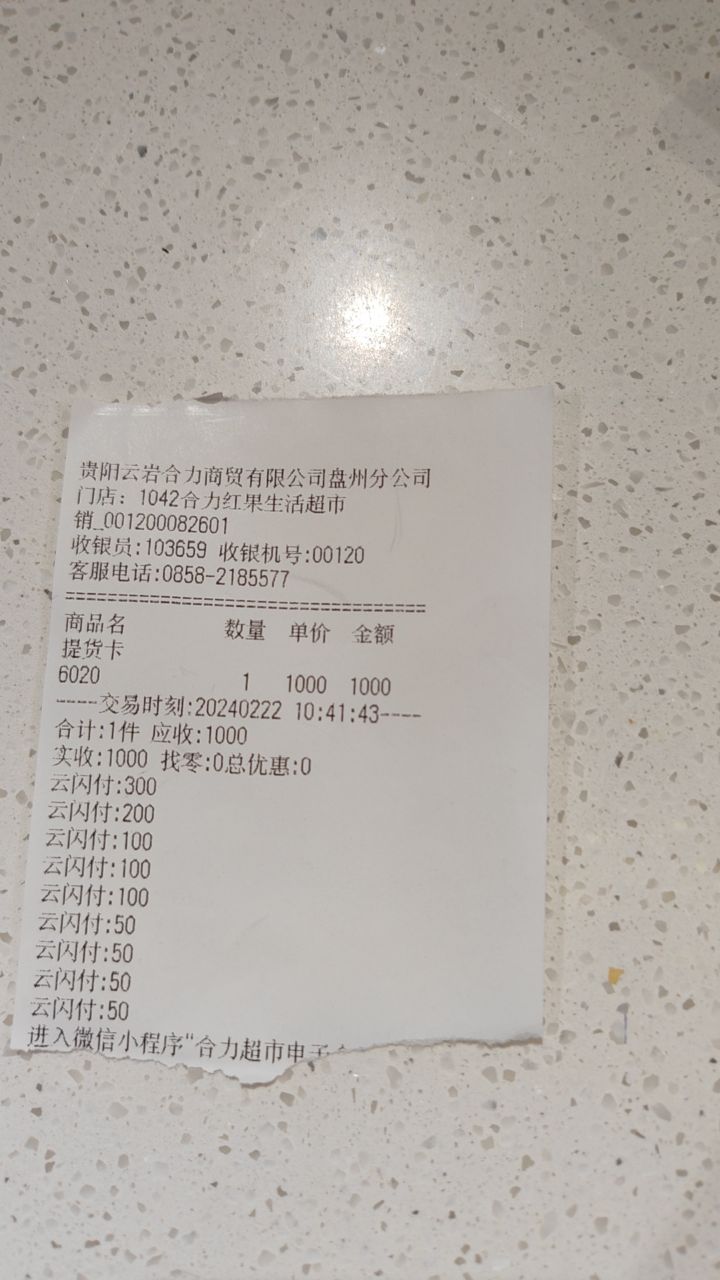 贵阳云岩合力商贸有限公司盘州分公司
门店: 1042合力红果生活超市
销_001200082601
收银员:103659 收银机号:00120
客服电话:0858-2185577
==================================
商品名 数量 单价 金额
提货卡
6020 1 1000 1000
----交易时刻:20240222 10:41:43----
合计:1件 应收:1000
实收:1000 找零:0总优惠:0
云闪付:300
云闪付:200
云闪付:100
云闪付:100
云闪付:100
云闪付:50
云闪付:50
云闪付:50
云闪付:50
进入微信小程序"合力超市电子